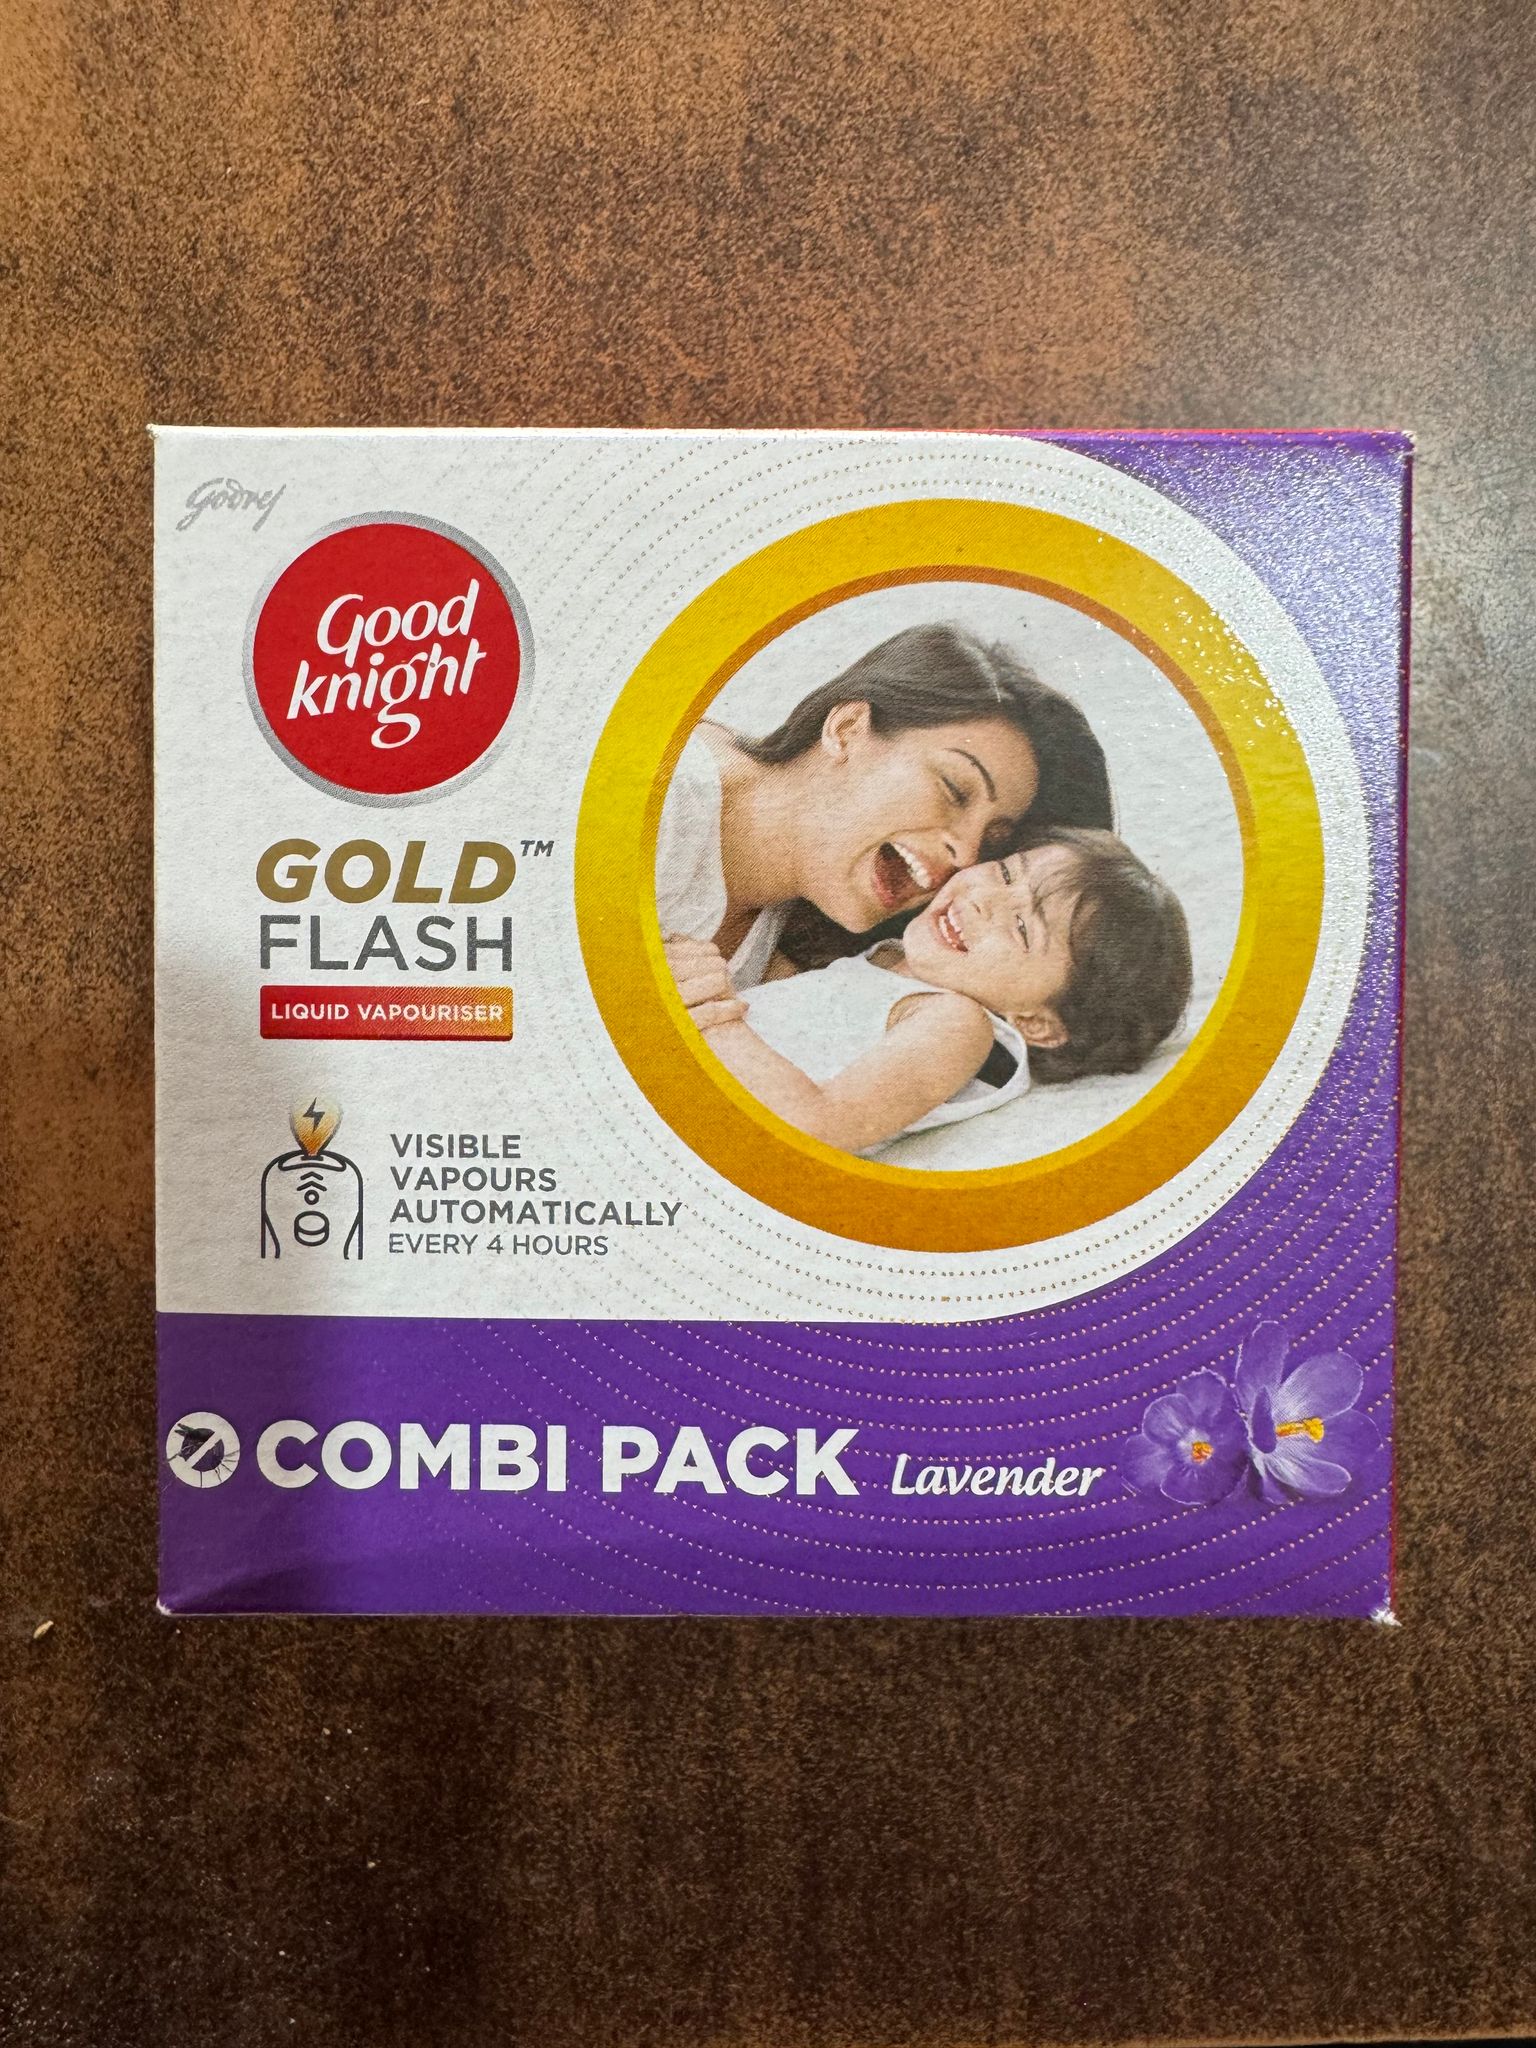 Godrej
Good
knight
GOLD™
FLASH
LIQUID VAPOURISER
VISIBLE
VAPOURS
AUTOMATICALLY
EVERY 4 HOURS
COMBI PACK Lavender